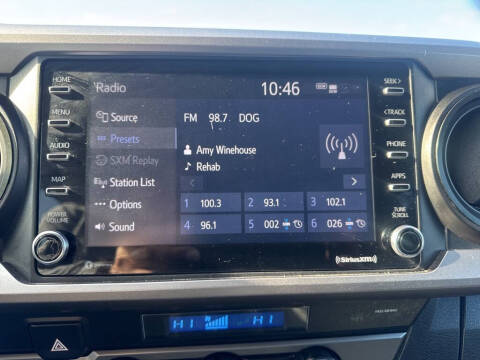 HOME
MENU
AUDIO
MAP
POWER
VOLUME
Radio
10:46
Source
Presets
SXM Replay
Station List
Options
Sound
FM 98.7 DOG
Amy Winehouse
Rehab
1 100.3
2 93.1
3 102.1
4 96.1
5 002
6 026
SEEK>
<TRACK
PHONE
APPS
TUNE
SCROLL
SiriusXM
HI
HI